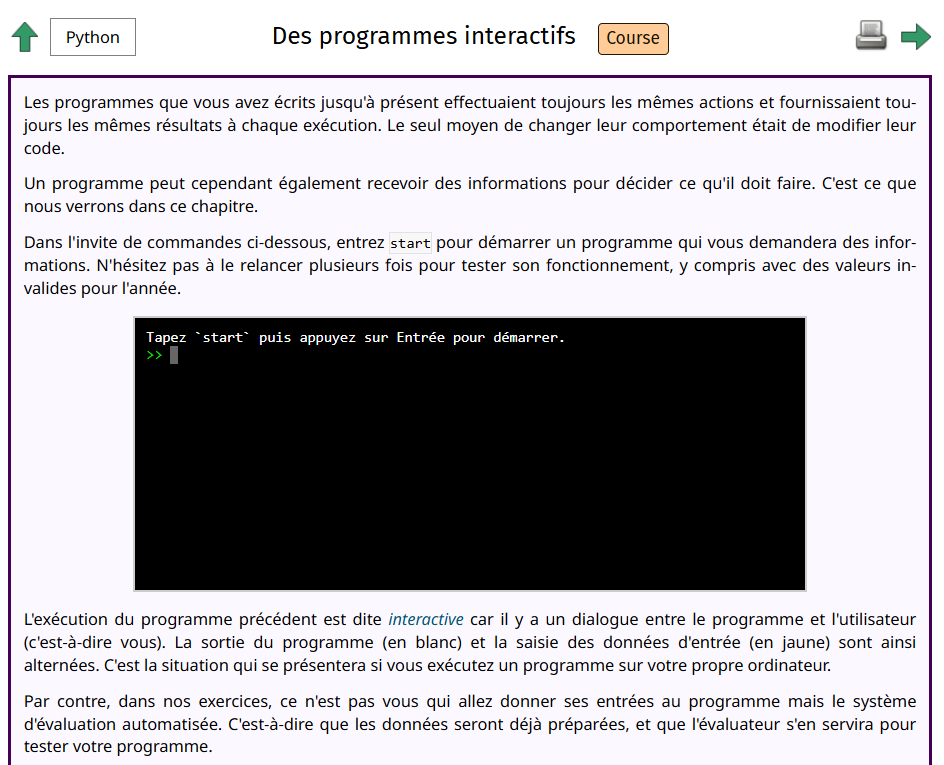 Python
Des programmes interactifs
Course
Les programmes que vous avez écrits jusqu'à présent effectuaient toujours les mêmes actions et fournissaient tou-
jours les mêmes résultats à chaque exécution. Le seul moyen de changer leur comportement était de modifier leur
code.
Un programme peut cependant également recevoir des informations pour décider ce qu'il doit faire. C'est ce que
nous verrons dans ce chapitre.
Dans l'invite de commandes ci-dessous, entrez start pour démarrer un programme qui vous demandera des infor-
mations. N'hésitez pas à le relancer plusieurs fois pour tester son fonctionnement, y compris avec des valeurs in-
valides pour l'année.
Tapez `start` puis appuyez sur Entrée pour démarrer.
>>
L'exécution du programme précédent est dite interactive car il y a un dialogue entre le programme et l'utilisateur
(c'est-à-dire vous). La sortie du programme (en blanc) et la saisie des données d'entrée (en jaune) sont ainsi
alternées. C'est la situation qui se présentera si vous exécutez un programme sur votre propre ordinateur.
Par contre, dans nos exercices, ce n'est pas vous qui allez donner ses entrées au programme mais le système
d'évaluation automatisée. C'est-à-dire que les données seront déjà préparées, et que l'évaluateur s'en servira pour
tester votre programme.